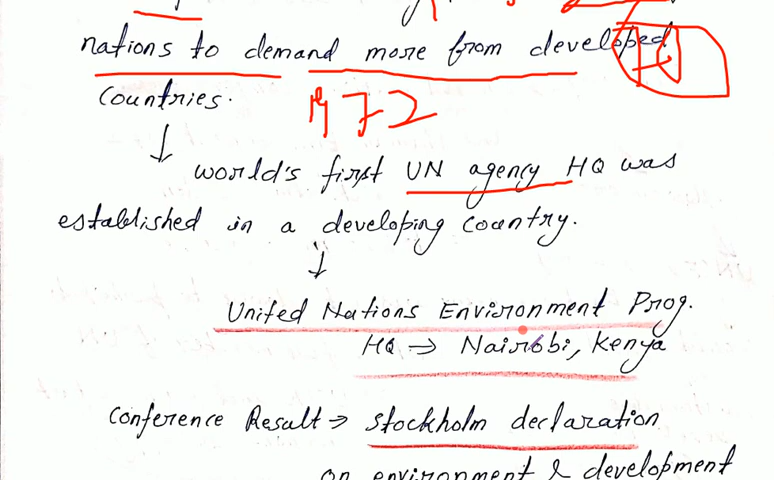 nations to demand more from developed
countries.
1972
↓
world's first UN agency HQ was
established in a developing country.
↓
United Nations Environment Prog.
HQ → Nairobi, Kenya
Conference Result ⇒ Stockholm declaration
on environment & development